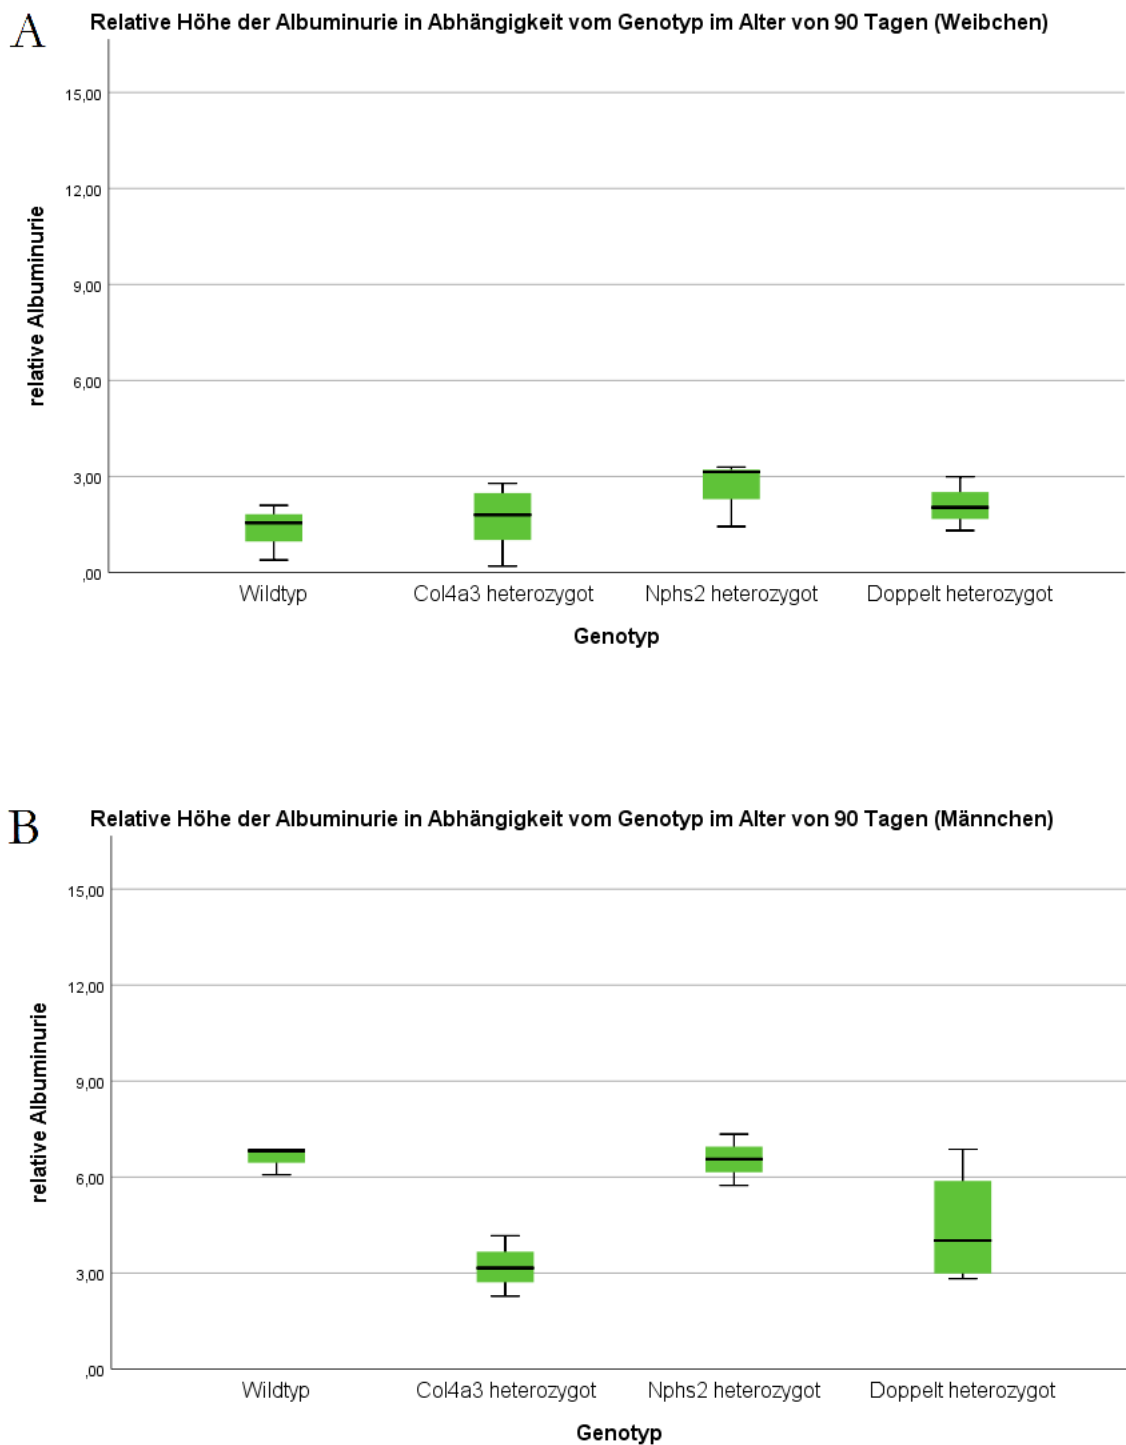 A
Relative Höhe der Albuminurie in Abhängigkeit vom Genotyp im Alter von 90 Tagen (Weibchen)
15,00
12,00
9,00
6,00
3,00
,00
relative Albuminurie
Wildtyp
Col4a3 heterozygot
Nphs2 heterozygot
Doppelt heterozygot
Genotyp
B
Relative Höhe der Albuminurie in Abhängigkeit vom Genotyp im Alter von 90 Tagen (Männchen)
15,00
12,00
9,00
6,00
3,00
,00
relative Albuminurie
Wildtyp
Col4a3 heterozygot
Nphs2 heterozygot
Doppelt heterozygot
Genotyp